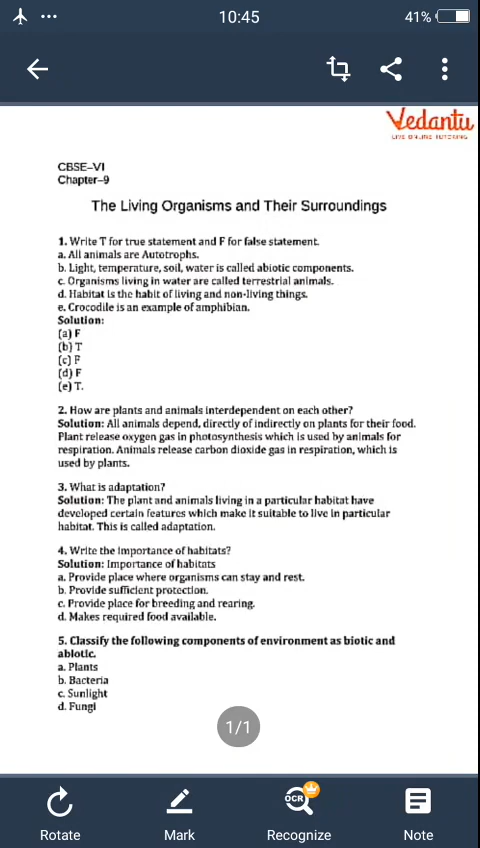 10:45
41%
Vedantu
LIVE ONLINE TUTORING
CBSE–VI
Chapter–9
The Living Organisms and Their Surroundings
1. Write T for true statement and F for false statement.
a. All animals are Autotrophs.
b. Light, temperature, soil, water is called abiotic components.
c. Organisms living in water are called terrestrial animals.
d. Habitat is the habit of living and non-living things.
e. Crocodile is an example of amphibian.
Solution:
(a) F
(b) T
(c) F
(d) F
(e) T.
2. How are plants and animals interdependent on each other?
Solution: All animals depend, directly of indirectly on plants for their food.
Plant release oxygen gas in photosynthesis which is used by animals for
respiration. Animals release carbon dioxide gas in respiration, which is
used by plants.
3. What is adaptation?
Solution: The plant and animals living in a particular habitat have
developed certain features which make it suitable to live in particular
habitat. This is called adaptation.
4. Write the importance of habitats?
Solution: Importance of habitats
a. Provide place where organisms can stay and rest.
b. Provide sufficient protection.
c. Provide place for breeding and rearing.
d. Makes required food available.
5. Classify the following components of environment as biotic and
abiotic.
a. Plants
b. Bacteria
c. Sunlight
d. Fungi
1/1
OCR
Rotate
Mark
Recognize
Note